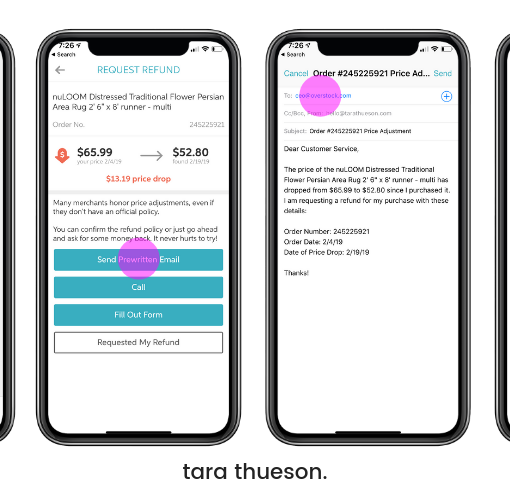 7:26
Search
REQUEST REFUND
nuLOOM Distressed Traditional Flower Persian
Area Rug 2' 6" x 8' runner - multi
Order No. 245225921
$65.99 $52.80
your price 2/4/19 found 2/19/19
$13.19 price drop
Many merchants honor price adjustments, even if
they don't have an official policy.
You can confirm the refund policy or just go ahead
and ask for some money back. It never hurts to try!
Send Prewritten Email
Call
Fill Out Form
Requested My Refund
7:26
Search
Cancel Order #245225921 Price Ad... Send
To: ceo@overstock.com
Cc/Bcc, From: hello@tarathueson.com
Subject: Order #245225921 Price Adjustment
Dear Customer Service,
The price of the nuLOOM Distressed Traditional
Flower Persian Area Rug 2' 6" x 8' runner - multi has
dropped from $65.99 to $52.80 since I purchased it.
I am requesting a refund for my purchase with these
details:
Order Number: 245225921
Order Date: 2/4/19
Date of Price Drop: 2/19/19
Thanks!
tara thueson.